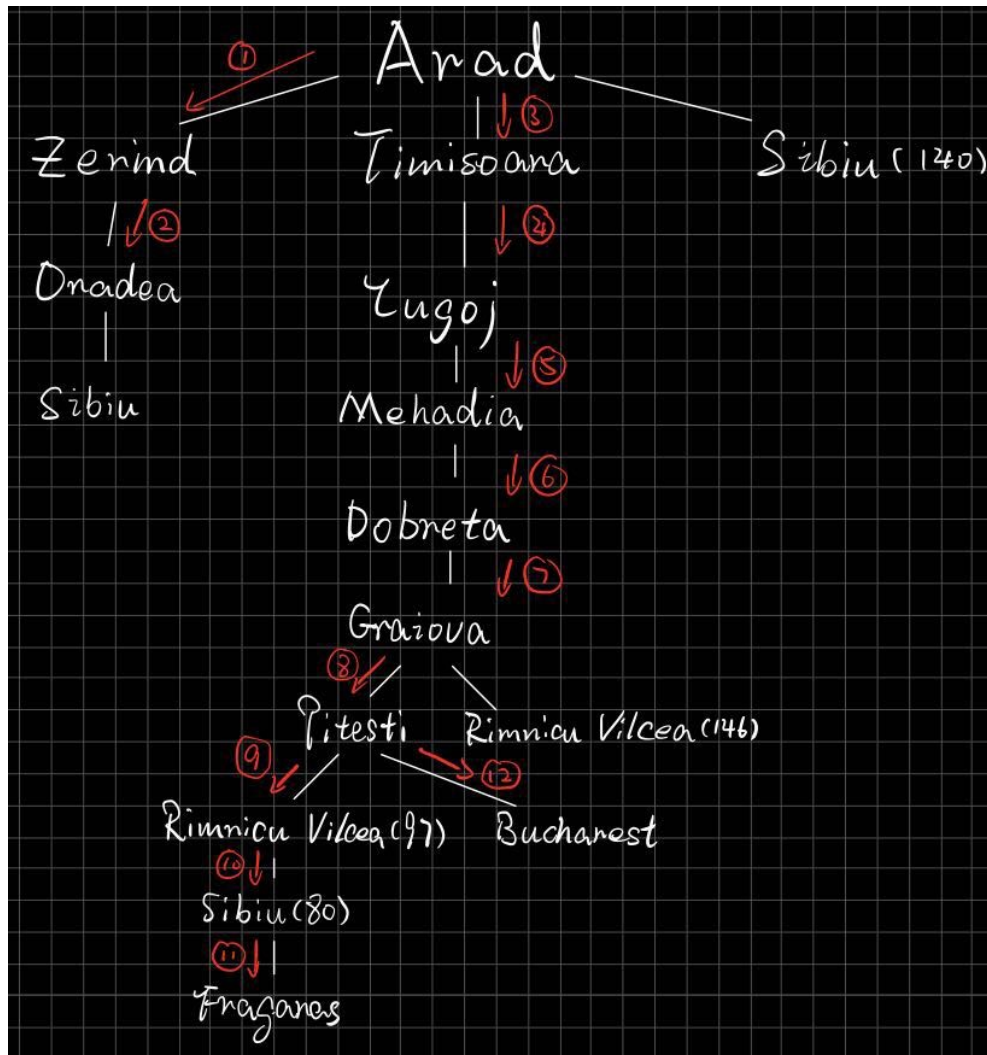 Arad
①
③
Zerind Timisoara Sibiu (140)
② ④
Oradea Lugoj
⑤
Sibiu Mehadia
⑥
Dobreta
⑦
Graiova
⑧
Pitesti Rimnicu Vilcea (146)
⑨ ⑫
Rimnicu Vilcea (97) Bucharest
⑩
Sibiu (80)
⑪
Fragaras